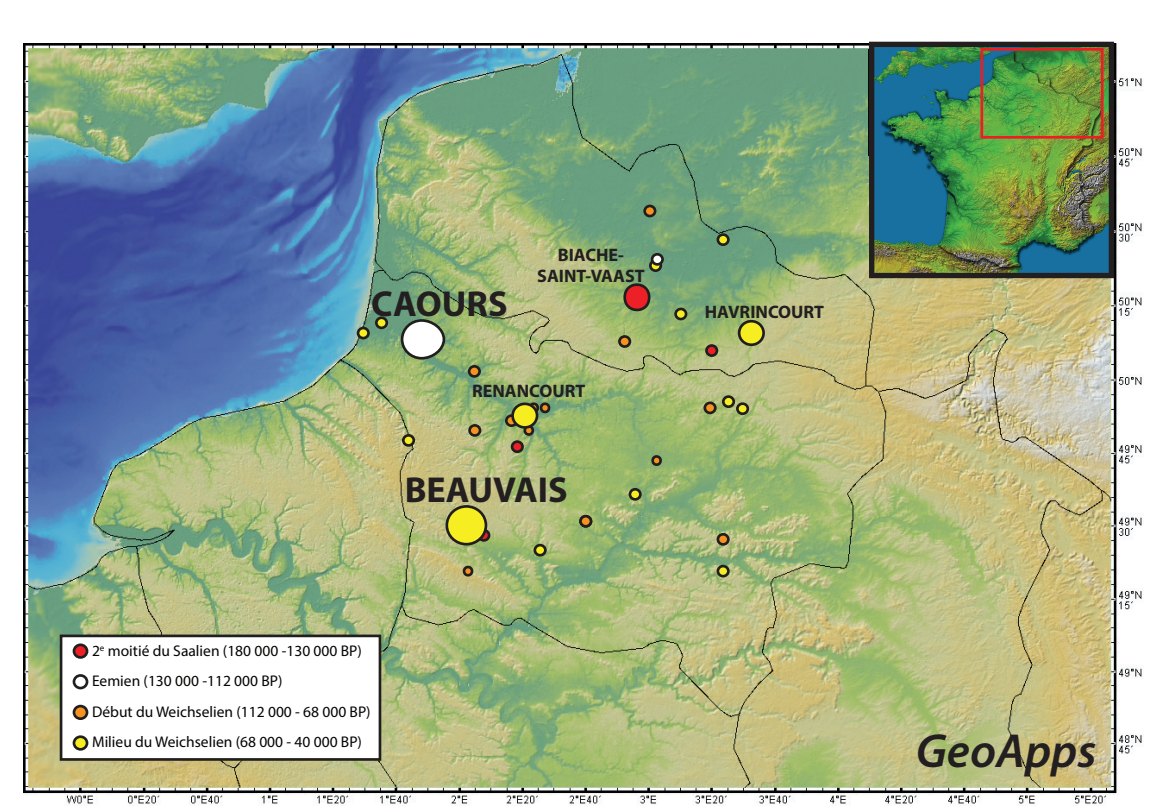 51°N
50°N
45′
50°N
30′
50°N
15′
50°N
49°N
45′
49°N
30′
49°N
15′
49°N
48°N
45′
BIACHE-
SAINT-VAAST
CAOURS
HAVRINCOURT
RENANCOURT
BEAUVAIS
2e moitié du Saalien (180 000 -130 000 BP)
Eemien (130 000 -112 000 BP)
Début du Weichselien (112 000 - 68 000 BP)
Milieu du Weichselien (68 000 - 40 000 BP)
GeoApps
W0°E 0°E20′ 0°E40′ 1°E 1°E20′ 1°E40′ 2°E 2°E20′ 2°E40′ 3°E 3°E20′ 3°E40′ 4°E 4°E20′ 4°E40′ 5°E 5°E20′